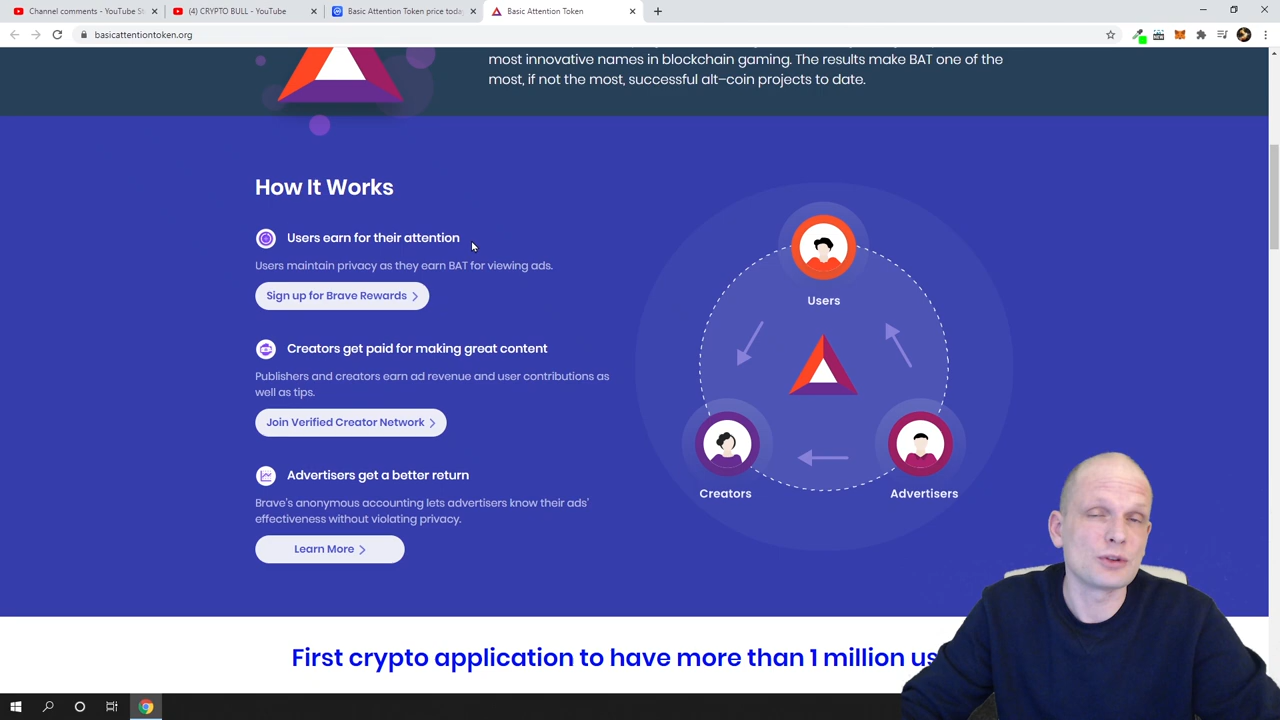 Channel comments - YouTube St
(4) CRYPTO BULL - YouTube
Basic Attention Token price today
Basic Attention Token
basicattentiontoken.org
most innovative names in blockchain gaming. The results make BAT one of the
most, if not the most, successful alt-coin projects to date.
How It Works
Users earn for their attention
Users maintain privacy as they earn BAT for viewing ads.
Sign up for Brave Rewards
Creators get paid for making great content
Publishers and creators earn ad revenue and user contributions as
well as tips.
Join Verified Creator Network
Advertisers get a better return
Brave's anonymous accounting lets advertisers know their ads'
effectiveness without violating privacy.
Learn More
Users
Creators
Advertisers
First crypto application to have more than 1 million us